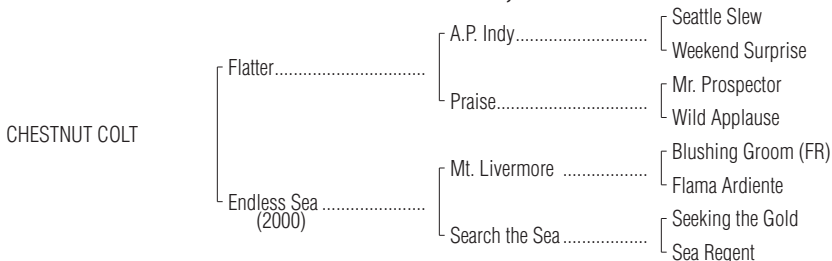 Seattle Slew
A.P. Indy..............................
Weekend Surprise
Flatter..................................
Mr. Prospector
Praise...................................
Wild Applause
CHESTNUT COLT
Blushing Groom (FR)
Mt. Livermore ...................
Flama Ardiente
Endless Sea .......................
(2000)
Seeking the Gold
Search the Sea...................
Sea Regent